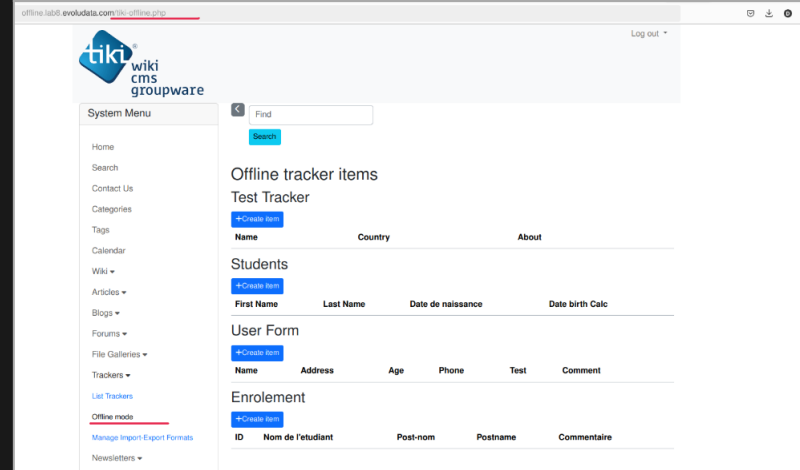 offline.lab8.evoludata.com/tiki-offline.php
Log out
tiki
®
wiki
cms
groupware
System Menu
Home
Search
Contact Us
Categories
Tags
Calendar
Wiki
Articles
Blogs
Forums
File Galleries
Trackers
List Trackers
Offline mode
Manage Import-Export Formats
Newsletters
Find
Search
Offline tracker items
Test Tracker
+Create item
Name Country About
Students
+Create item
First Name Last Name Date de naissance Date birth Calc
User Form
+Create item
Name Address Age Phone Test Comment
Enrolement
+Create item
ID Nom de l'etudiant Post-nom Postname Commentaire